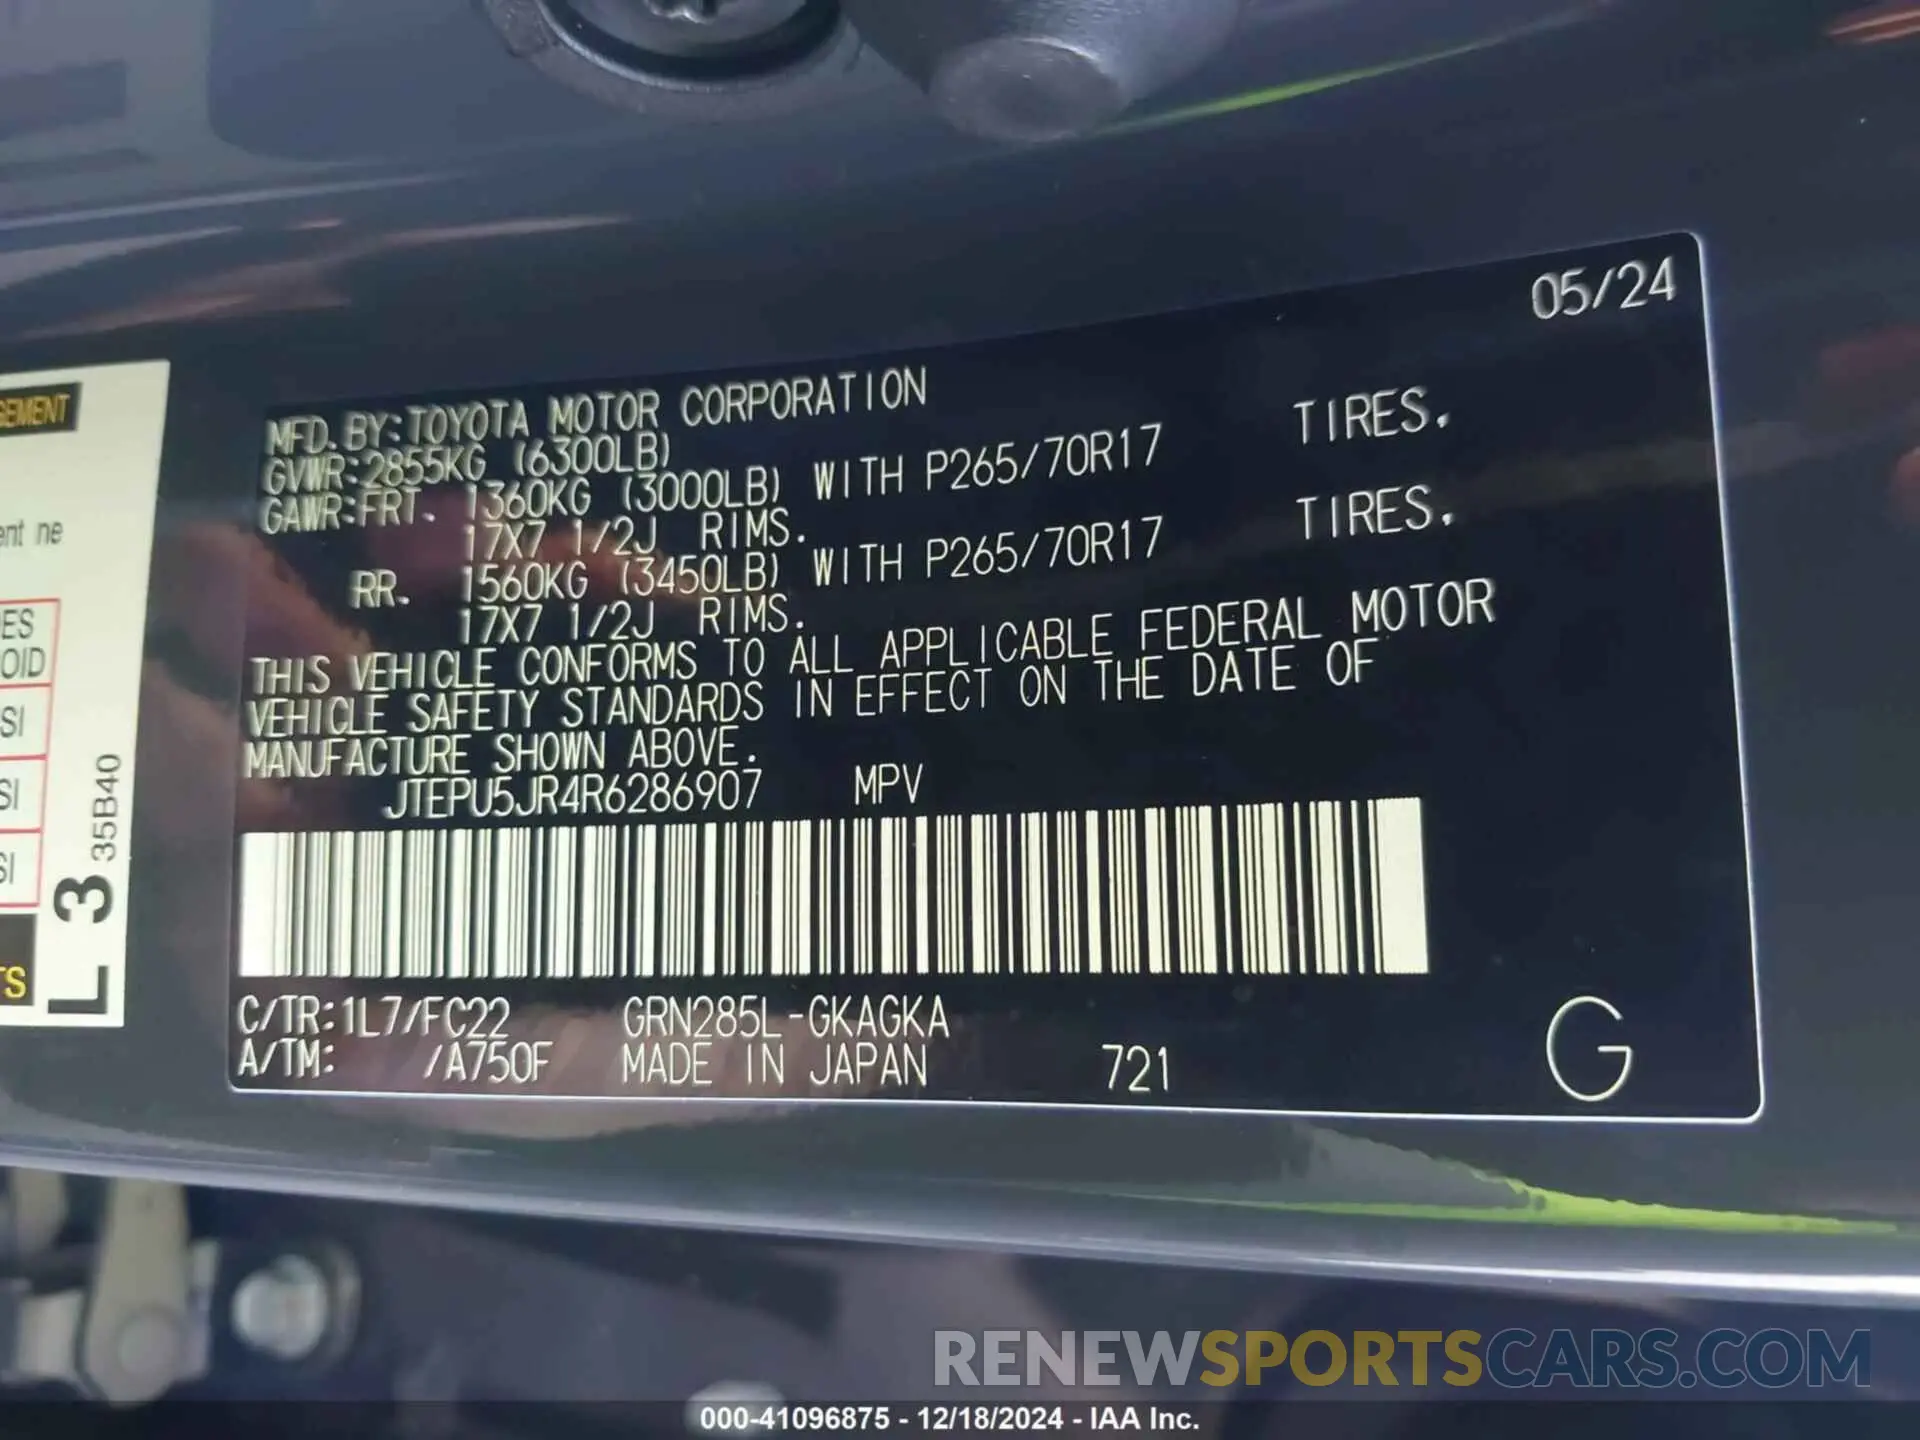 05/24
MFD. BY: TOYOTA MOTOR CORPORATION
GVWR: 2855KG (6300LB)
GAWR: FRT. 1360KG (3000LB) WITH P265/70R17 TIRES.
17X7 1/2J RIMS.
RR. 1560KG (3450LB) WITH P265/70R17 TIRES.
17X7 1/2J RIMS.
THIS VEHICLE CONFORMS TO ALL APPLICABLE FEDERAL MOTOR
VEHICLE SAFETY STANDARDS IN EFFECT ON THE DATE OF
MANUFACTURE SHOWN ABOVE.
JTEPU5JR4R6286907 MPV
C/TR: 1L7/FC22 GRN285L-GKAGKA
A/TM: /A750F MADE IN JAPAN 721
G
ne
SI
SI
SI
L 3 35B40
RENEWSPORTSCARS.COM
000-41096875 - 12/18/2024 - IAA Inc.